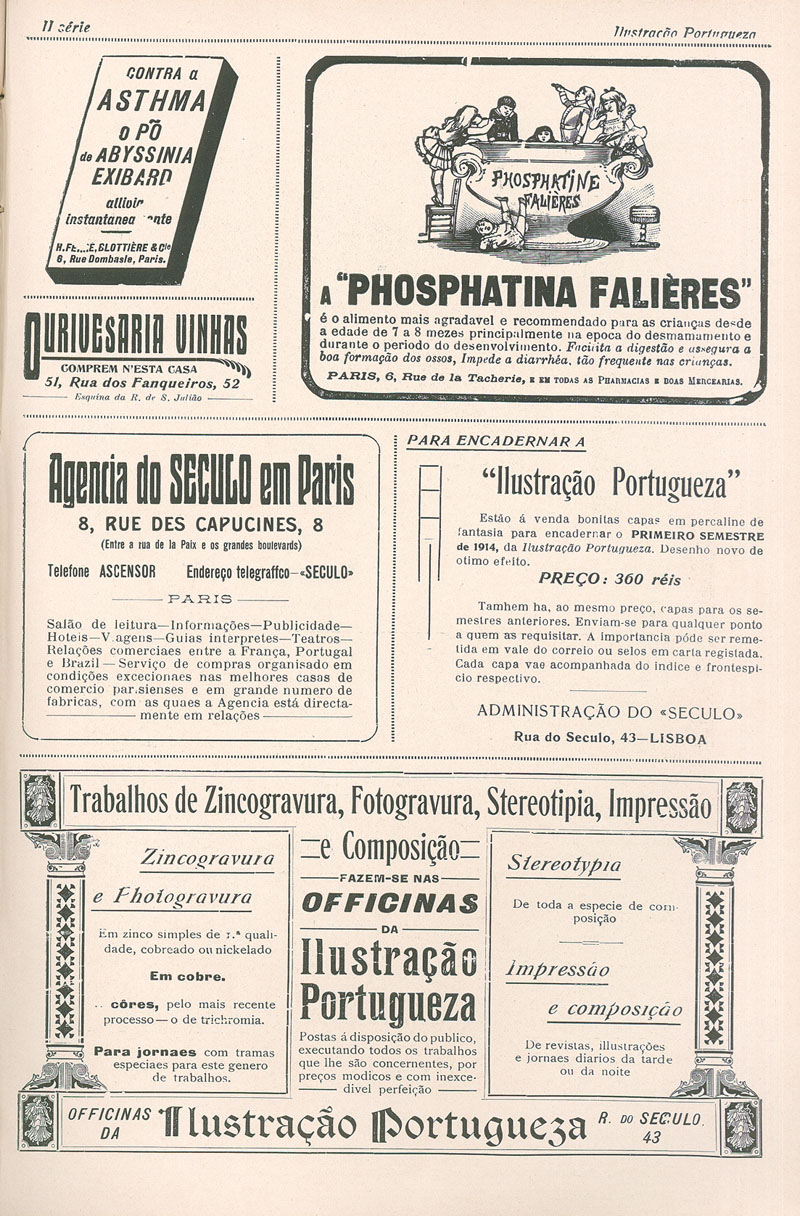 II série
Ilustração Portugueza
CONTRA a
ASTHMA
O PÓ
de ABYSSINIA
EXIBARD
instantanea
GLOTTIÈRE & Cie
6, Rue Dombasle, Paris.
OURIVESARIA VINHAS
COMPREM N'ESTA CASA
51, Rua dos Fanqueiros, 52
Esquina da R. de S. Julião
PHOSPHATINE
FALIÈRES
A "PHOSPHATINA FALIÈRES"
é o alimento mais agradavel e recommendado para as crianças desde
a edade de 7 a 8 mezes principalmente na epoca do desmamamento e
durante o periodo do desenvolvimento. Facilita a digestão e assegura a
boa formação dos ossos, Impede a diarrhéa, tão frequente nas crianças.
PARIS, 6, Rue de la Tacherie, E EM TODAS AS PHARMACIAS E BOAS MERCEARIAS.
Agencia do SECULO em Paris
8, RUE DES CAPUCINES, 8
(Entre a rua de la Paix e os grandes boulevards)
Telefone ASCENSOR Endereço telegraffco—«SECULO»
PARIS
Salão de leitura—Informações—Publicidade—
Hoteis—Viagens—Guias interpretes—Teatros—
Relações comerciaes entre a França, Portugal
e Brazil—Serviço de compras organisado em
condições excecionaes nas melhores casas de
comercio parisienses e em grande numero de
fabricas, com as quaes a Agencia está directa-
mente em relações
PARA ENCADERNAR A
"Ilustração Portugueza"
Estão á venda bonitas capas em percaline de
fantasia para encadernar o PRIMEIRO SEMESTRE
de 1914, da Ilustração Portugueza. Desenho novo de
otimo efeito.
PREÇO: 360 réis
Tambem ha, ao mesmo preço, capas para os se-
mestres anteriores. Enviam-se para qualquer ponto
a quem as requisitar. A importancia póde ser reme-
tida em vale do correio ou selos em carta registada.
Cada capa vae acompanhada do indice e frontespi-
cio respectivo.
ADMINISTRAÇÃO DO «SECULO»
Rua do Seculo, 43—LISBOA
Trabalhos de Zincogravura, Fotogravura, Stereotipia, Impressão
e Composição
FAZEM-SE NAS
OFFICINAS
DA
Ilustração
Portugueza
Postas á disposição do publico,
executando todos os trabalhos
que lhe são concernentes, por
preços modicos e com inexce-
divel perfeição
Zincogravura
e Photogravura
Em zinco simples de 1.ª quali-
dade, cobreado ou nickelado
Em cobre.
côres, pelo mais recente
processo—o de trichromia.
Para jornaes com tramas
especiaes para este genero
de trabalhos.
Stereotypia
De toda a especie de com-
posição
Impressão
e composição
De revistas, illustrações
e jornaes diarios da tarde
ou da noite
OFFICINAS
DA
Ilustração Portugueza
R. DO SECULO,
43